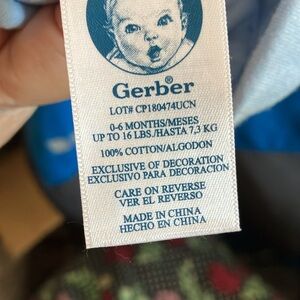 Gerber®
LOT# CP180474UCN
0-6 MONTHS/MESES
UP TO 16 LBS./HASTA 7,3 KG
100% COTTON/ALGODON
EXCLUSIVE OF DECORATION
EXCLUSIVO PARA DECORACION
CARE ON REVERSE
VER EL REVERSO
MADE IN CHINA
HECHO EN CHINA